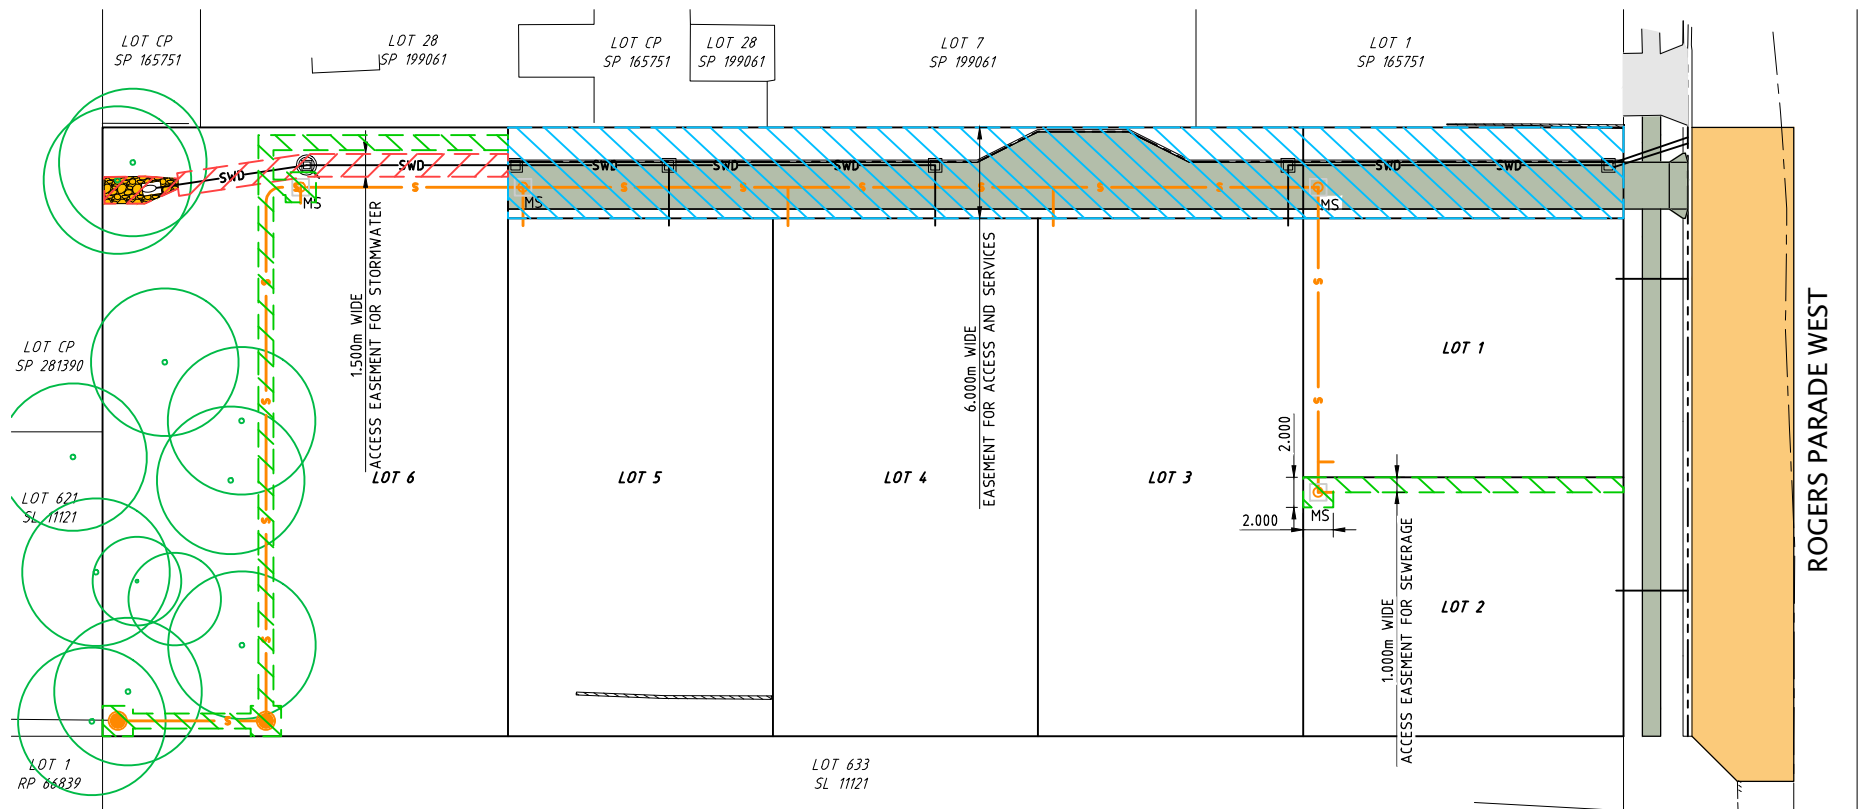 LOT CP
SP 165751
LOT 28
SP 199061
LOT CP
SP 165751
LOT 28
SP 199061
LOT 7
SP 199061
LOT 1
SP 165751
SWD
SWD
SWD
SWD
SWD
SWD
SWD
S
S
S
S
S
S
S
S
MS
MS
MS
1.500m WIDE
ACCESS EASEMENT FOR STORMWATER
6.000m WIDE
EASEMENT FOR ACCESS AND SERVICES
S
S
S
S
S
S
S
LOT CP
SP 281390
LOT 621
SL 11121
LOT 6
LOT 5
LOT 4
LOT 3
LOT 1
LOT 2
2.000
2.000
MS
1.000m WIDE
ACCESS EASEMENT FOR SEWERAGE
ROGERS PARADE WEST
LOT 1
RP 66839
LOT 633
SL 11121